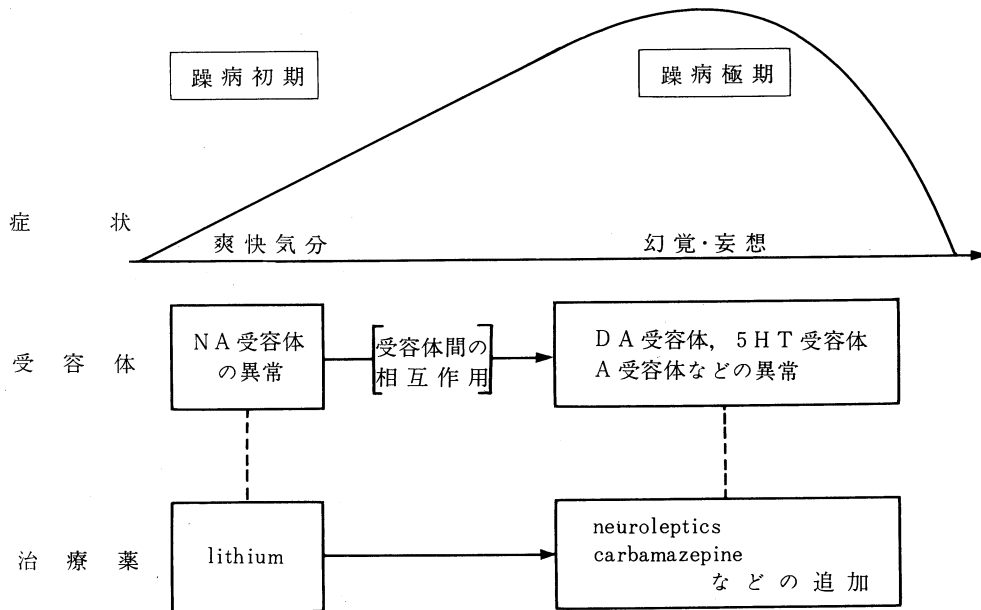 躁病初期
躁病極期
症状
爽快気分
幻覚・妄想
受容体
NA受容体
の異常
受容体間の
相互作用
DA受容体, 5HT受容体
A受容体などの異常
治療薬
lithium
neuroleptics
carbamazepine
などの追加